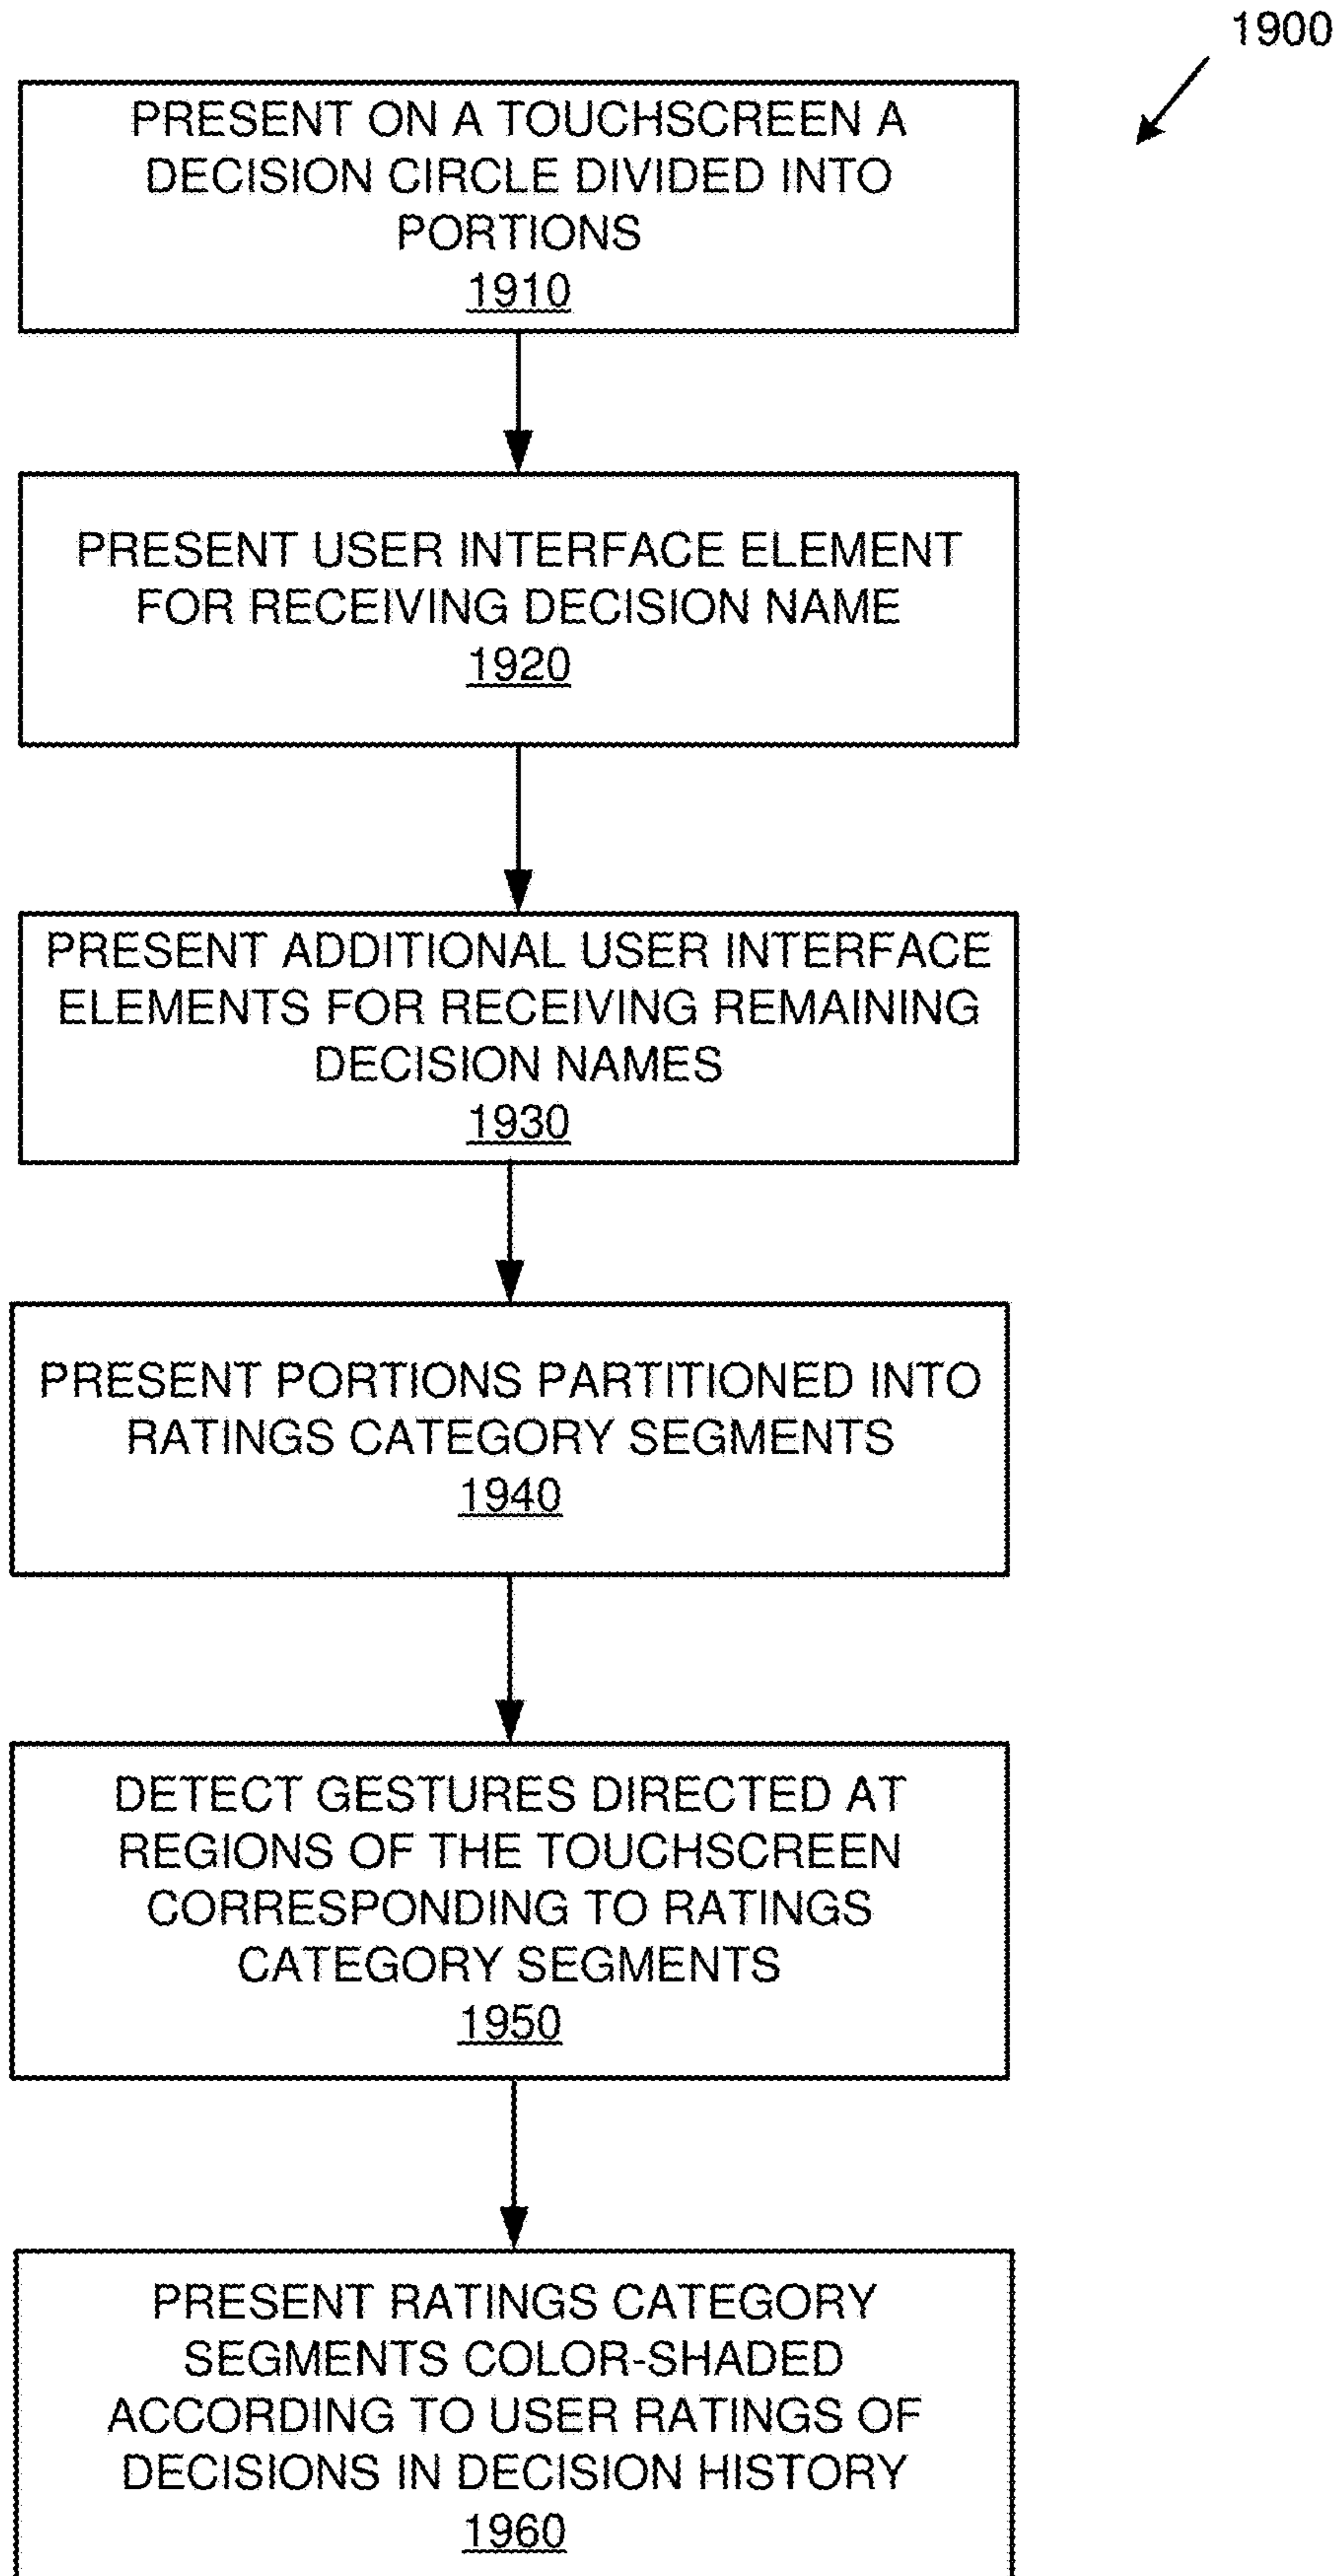 1900
PRESENT ON A TOUCHSCREEN A
DECISION CIRCLE DIVIDED INTO
PORTIONS
1910
PRESENT USER INTERFACE ELEMENT
FOR RECEIVING DECISION NAME
1920
PRESENT ADDITIONAL USER INTERFACE
ELEMENTS FOR RECEIVING REMAINING
DECISION NAMES
1930
PRESENT PORTIONS PARTITIONED INTO
RATINGS CATEGORY SEGMENTS
1940
DETECT GESTURES DIRECTED AT
REGIONS OF THE TOUCHSCREEN
CORRESPONDING TO RATINGS
CATEGORY SEGMENTS
1950
PRESENT RATINGS CATEGORY
SEGMENTS COLOR-SHADED
ACCORDING TO USER RATINGS OF
DECISIONS IN DECISION HISTORY
1960